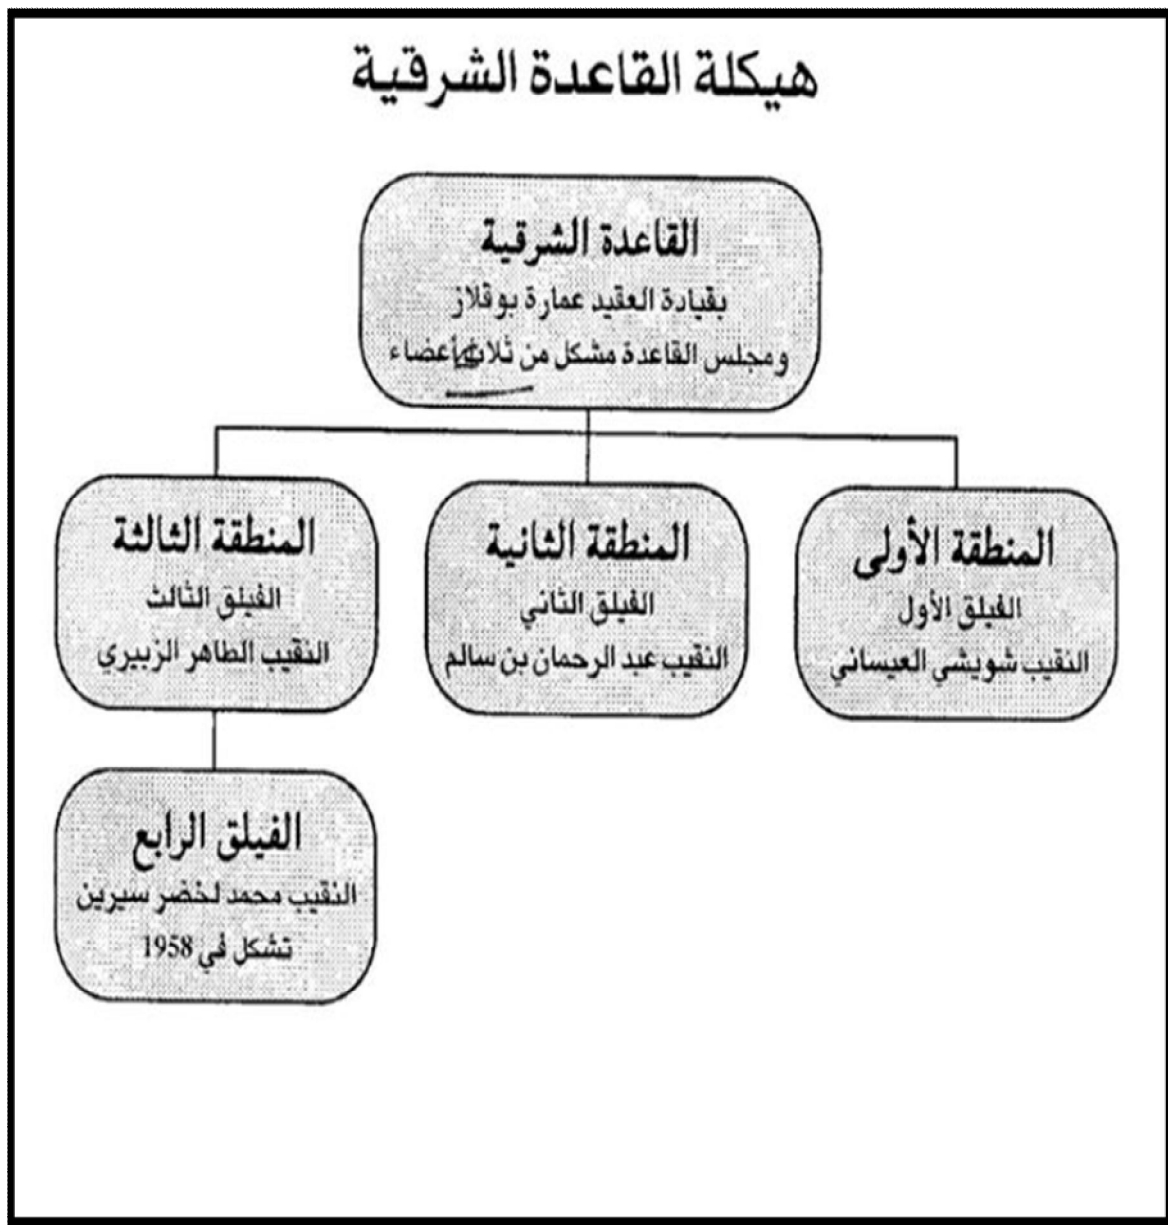 هيكلة القاعدة الشرقية
القاعدة الشرقية
بقيادة العقيد عمارة بوقلاز
ومجلس القاعدة مشكل من ثلاث أعضاء
المنطقة الأولى
الفيلق الأول
النقيب شويشي العيساني
المنطقة الثانية
الفيلق الثاني
النقيب عبد الرحمان بن سالم
المنطقة الثالثة
الفيلق الثالث
النقيب الطاهر الزبيري
الفيلق الرابع
النقيب محمد لخضر سيرين
تشكل في 1958